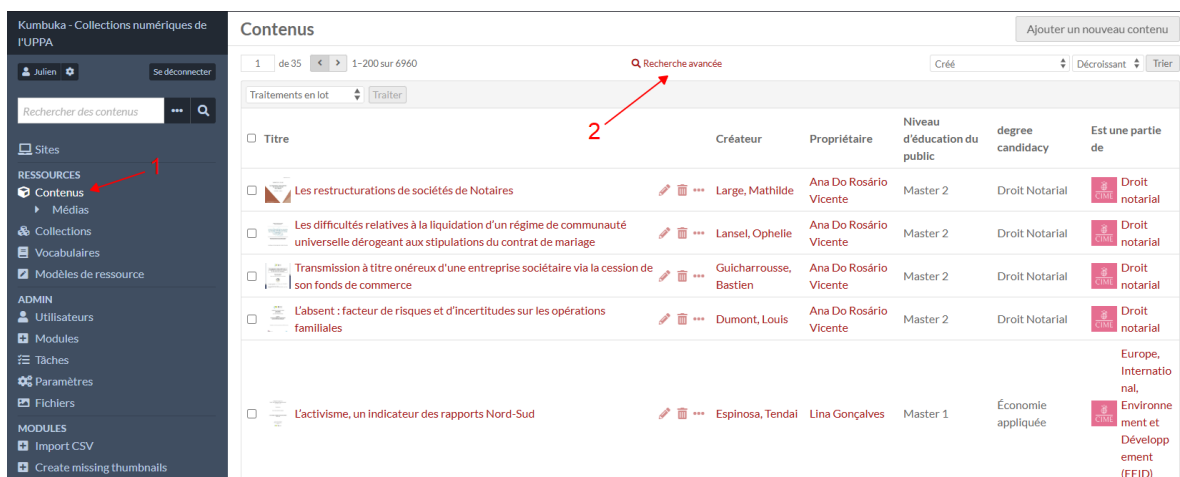 Kumbuka - Collections numériques de
l'UPPA
Julien
Se déconnecter
Rechercher des contenus
Sites
RESSOURCES
1
Contenus
Médias
Collections
Vocabulaires
Modèles de ressource
ADMIN
Utilisateurs
Modules
Tâches
Paramètres
Fichiers
MODULES
Import CSV
Create missing thumbnails
Contenus
Ajouter un nouveau contenu
1 de 35 < > 1–200 sur 6960
Recherche avancée
Créé
Décroissant
Trier
Traitements en lot
Traiter
2
Titre
Créateur
Propriétaire
Niveau
d'éducation du
public
degree
candidacy
Est une partie
de
Les restructurations de sociétés de Notaires
Large, Mathilde
Ana Do Rosário
Vicente
Master 2
Droit Notarial
CIME
Droit
notarial
Les difficultés relatives à la liquidation d'un régime de communauté
universelle dérogeant aux stipulations du contrat de mariage
Lansel, Ophelie
Ana Do Rosário
Vicente
Master 2
Droit Notarial
CIME
Droit
notarial
Transmission à titre onéreux d'une entreprise sociétaire via la cession de
son fonds de commerce
Guicharrousse,
Bastien
Ana Do Rosário
Vicente
Master 2
Droit Notarial
CIME
Droit
notarial
L'absent : facteur de risques et d'incertitudes sur les opérations
familiales
Dumont, Louis
Ana Do Rosário
Vicente
Master 2
Droit Notarial
CIME
Droit
notarial
L'activisme, un indicateur des rapports Nord-Sud
Espinosa, Tendai
Lina Gonçalves
Master 1
Économie
appliquée
CIME
Europe,
Internatio
nal,
Environne
ment et
Développ
ement
(EEID)